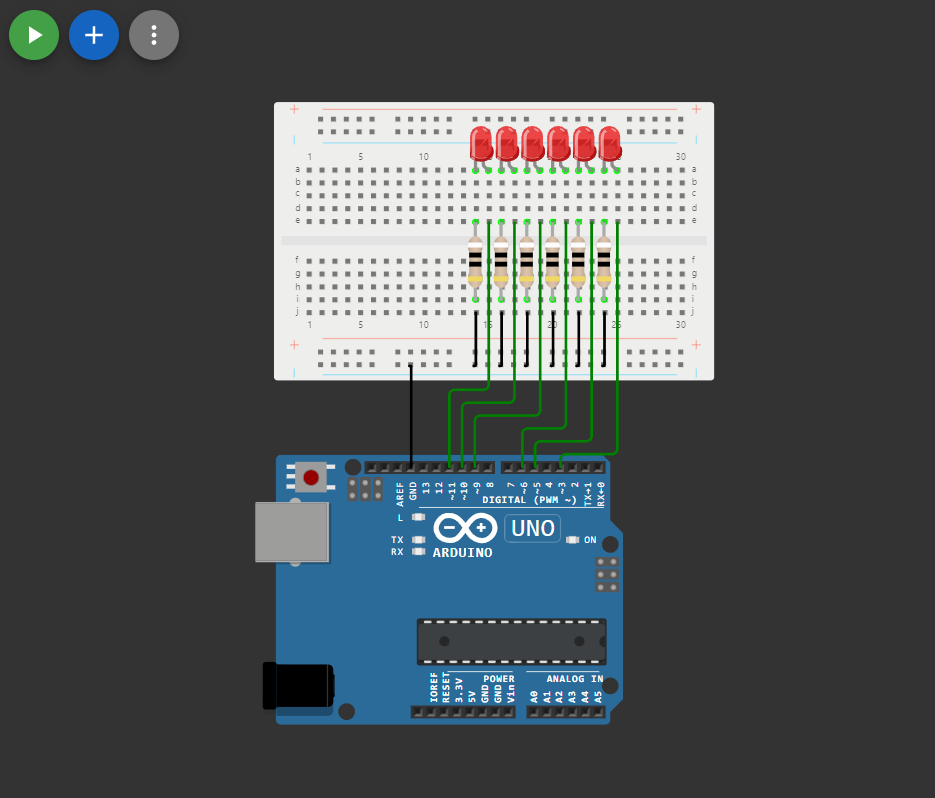 + +
1 5 10 15 20 25 30
a a
b b
c c
d d
e e
f f
g g
h h
i i
j j
1 5 10 15 20 25 30
+ +
AREF GND 13 12 ~11 ~10 ~9 8 7 ~6 ~5 4 ~3 2 TX→1 RX←0
DIGITAL (PWM ~)
L
UNO
TX ON
RX ARDUINO
POWER ANALOG IN
IOREF RESET 3.3V 5V GND GND Vin A0 A1 A2 A3 A4 A5